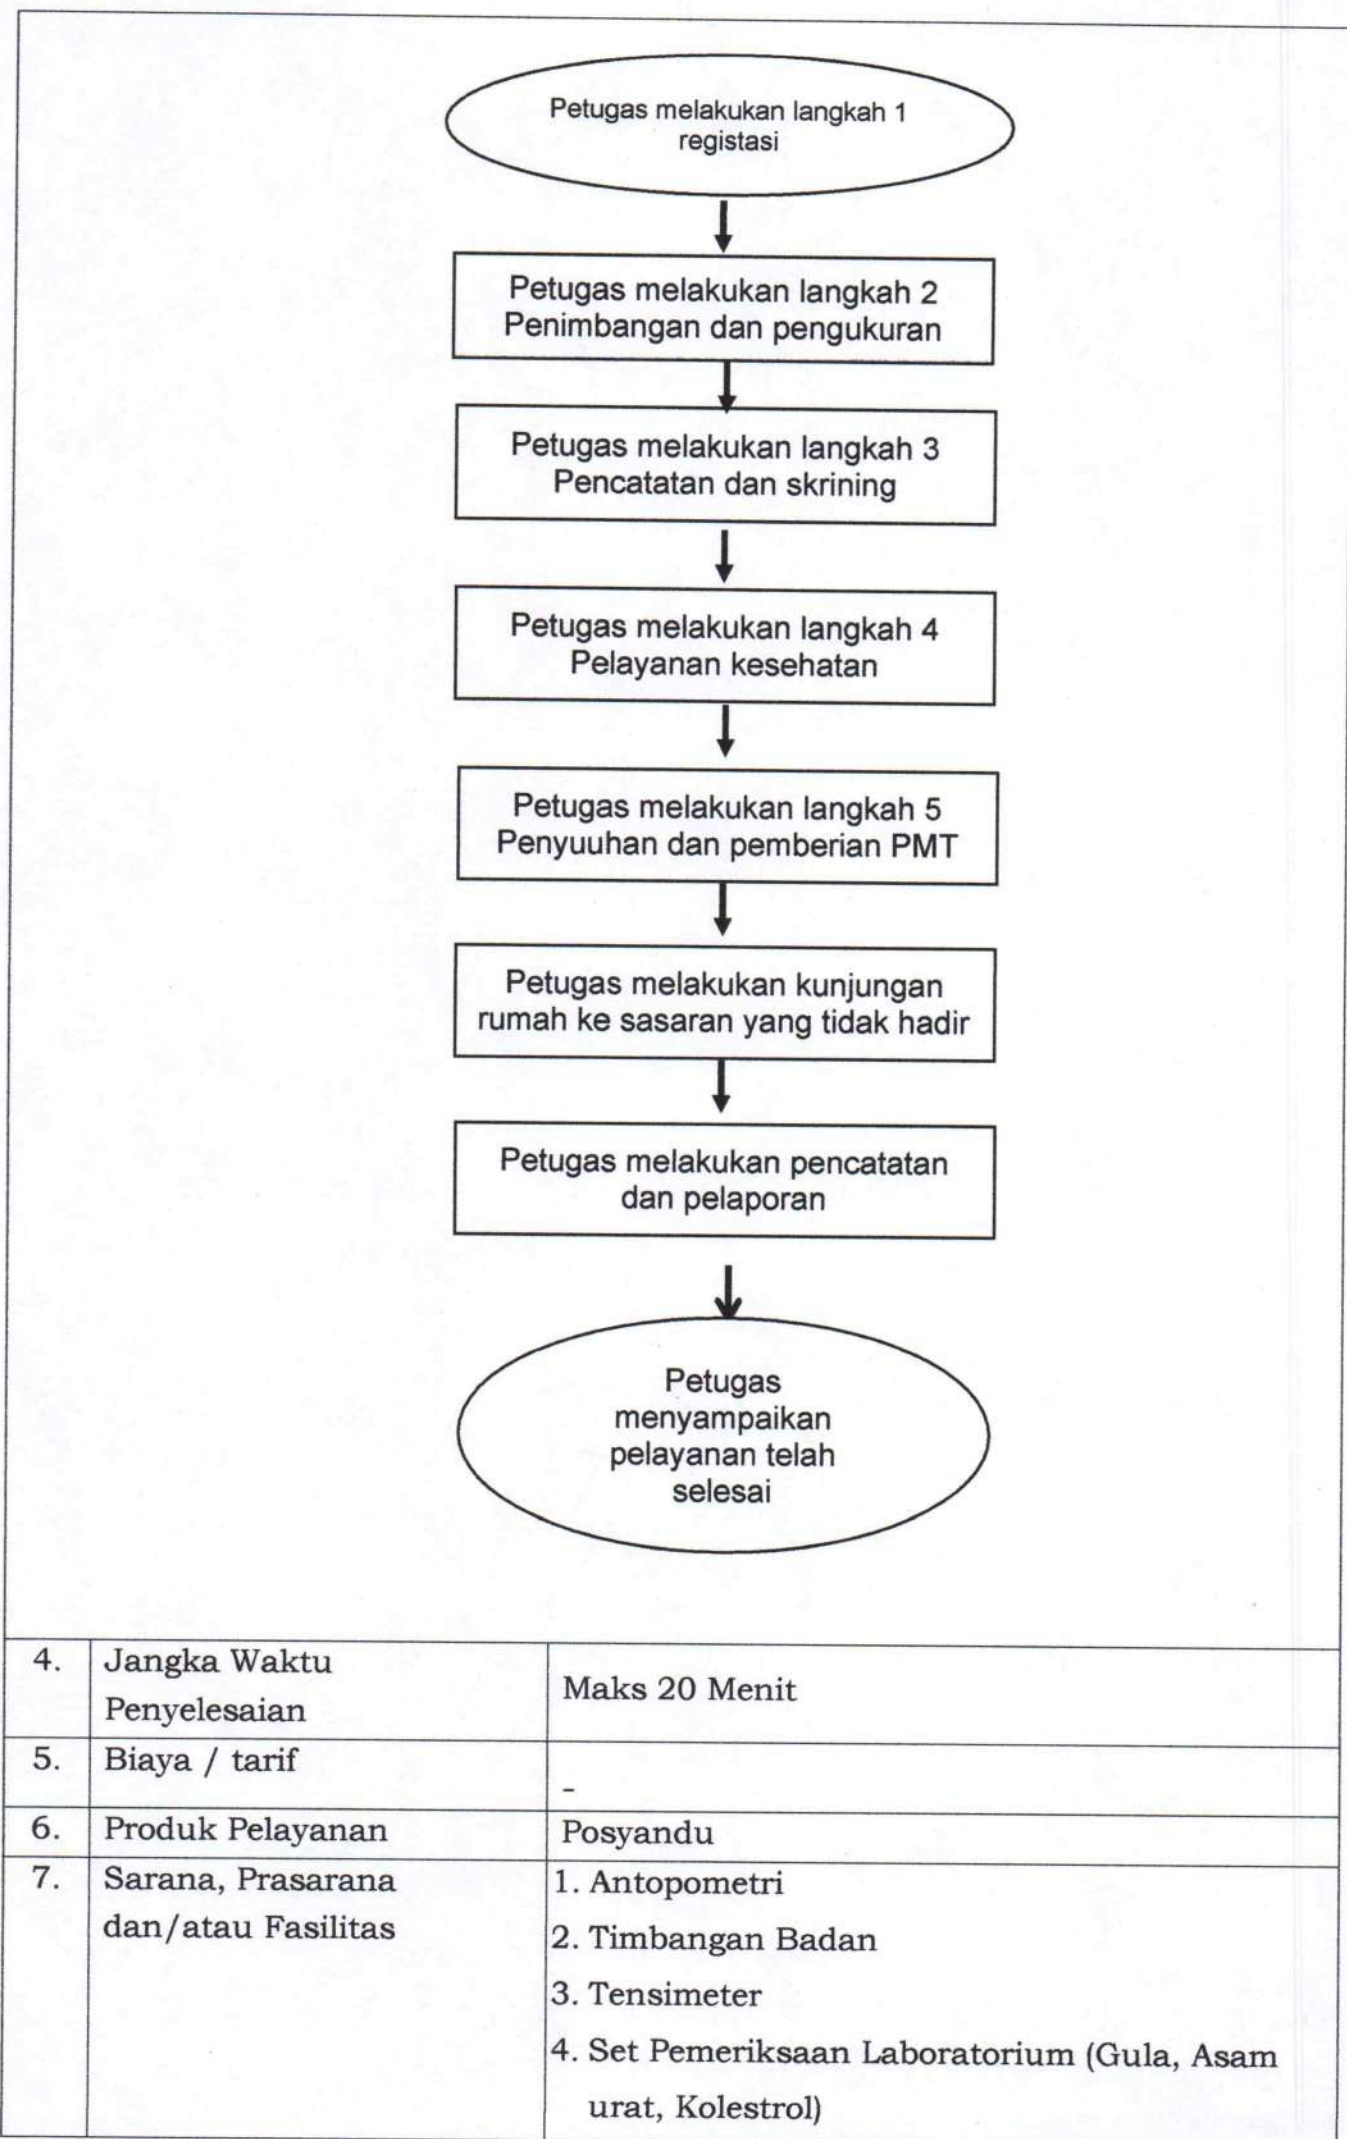 Petugas melakukan langkah 1
registasi
Petugas melakukan langkah 2
Penimbangan dan pengukuran
Petugas melakukan langkah 3
Pencatatan dan skrining
Petugas melakukan langkah 4
Pelayanan kesehatan
Petugas melakukan langkah 5
Penyuuhan dan pemberian PMT
Petugas melakukan kunjungan
rumah ke sasaran yang tidak hadir
Petugas melakukan pencatatan
dan pelaporan
Petugas
menyampaikan
pelayanan telah
selesai
4. Jangka Waktu
Penyelesaian
Maks 20 Menit
5. Biaya / tarif
-
6. Produk Pelayanan Posyandu
7. Sarana, Prasarana
dan/atau Fasilitas
1. Antopometri
2. Timbangan Badan
3. Tensimeter
4. Set Pemeriksaan Laboratorium (Gula, Asam
urat, Kolestrol)